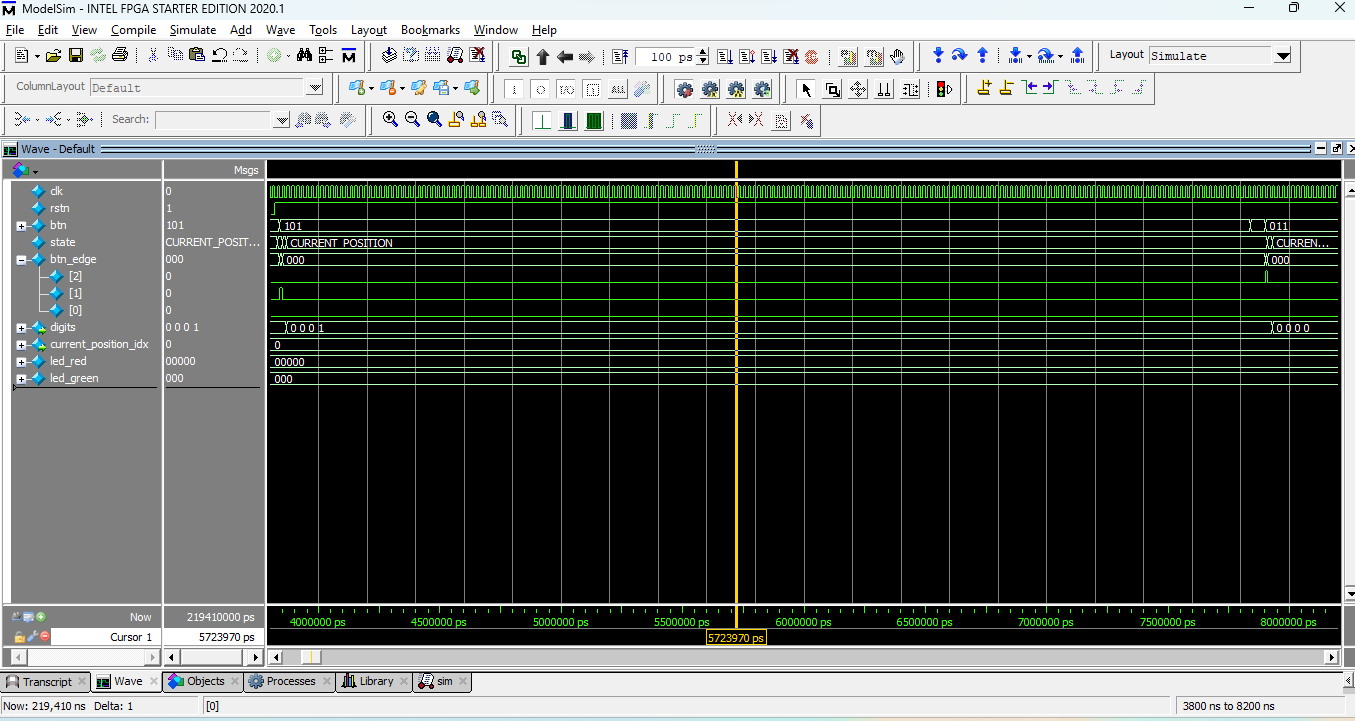 ModelSim - INTEL FPGA STARTER EDITION 2020.1
File Edit View Compile Simulate Add Wave Tools Layout Bookmarks Window Help
100 ps Layout Simulate
ColumnLayout Default ALL
Search:
Wave - Default
Msgs
clk 0
rstn 1
btn 101 101 011
state CURRENT_POSIT... CURRENT_POSITION CURREN...
btn_edge 000 000 000
[2] 0
[1] 0
[0] 0
digits 0 0 0 1 0 0 0 1 0 0 0 0
current_position_idx 0 0
led_red 00000 00000
led_green 000 000
Now 219410000 ps 4000000 ps 4500000 ps 5000000 ps 5500000 ps 6000000 ps 6500000 ps 7000000 ps 7500000 ps 8000000 ps
Cursor 1 5723970 ps 5723970 ps
Transcript Wave Objects Processes Library sim
Now: 219,410 ns Delta: 1 [0] 3800 ns to 8200 ns